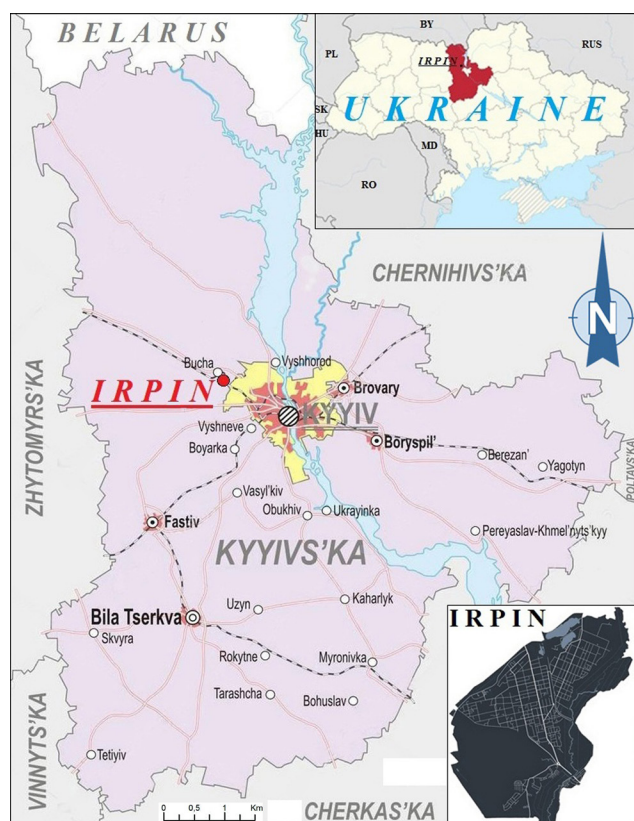 BELARUS
BY
PL
RUS
IRPIN
UKRAINE
SK
HU
MD
RO
CHERNIHIVS'KA
N
Bucha
Vyshhorod
IRPIN
Brovary
KYYIV
ZHYTOMYRS'KA
Vyshneve
Boryspil'
Boyarka
Berezan'
Yagotyn
POLTAVS'KA
Vasyl'kiv
Obukhiv
Ukrayinka
Fastiv
Pereyaslav-Khmel'nyts'kyy
KYYIVS'KA
Bila Tserkva
Uzyn
Kaharlyk
IRPIN
Skvyra
Rokytne
Myronivka
Tarashcha
Bohuslav
VINNYTS'KA
Tetiyiv
0 0,5 1 Km
CHERKAS'KA